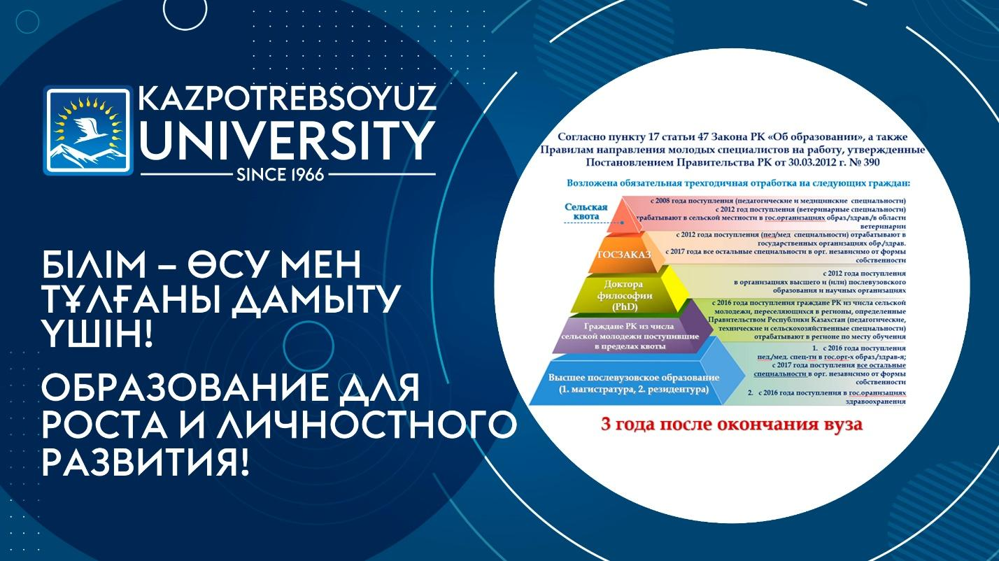 KAZPOTREBSOYUZ
UNIVERSITY
SINCE 1966
БІЛІМ – ӨСУ МЕН
ТҰЛҒАНЫ ДАМЫТУ
ҮШІН!
ОБРАЗОВАНИЕ ДЛЯ
РОСТА И ЛИЧНОСТНОГО
РАЗВИТИЯ!
Согласно пункту 17 статьи 47 Закона РК «Об образовании», а также
Правилам направления молодых специалистов на работу, утвержденные
Постановлением Правительства РК от 30.03.2012 г. № 390
Возложена обязательная трехгодичная отработка на следующих граждан:
Сельская
квота
с 2008 года поступления (педагогические и медицинские специальности)
с 2012 год поступления (ветеринарные специальности)
трабатывают в сельской местности в гос.организациях образ./здрав./в области
ветеринарии
ГОСЗАКАЗ
с 2012 года поступления (пед/мед специальности) отрабатывают в
государственных организациях обр./здрав.
с 2017 года все остальные специальности в орг. независимо от формы
собственности
Доктора
философии
(PhD)
с 2012 года поступления
в организациях высшего и (или) послевузовского
образования и научных организациях
Граждане РК из числа
сельской молодежи поступившие
в пределах квоты
с 2016 года поступления граждане РК из числа сельской
молодежи, переселяющихся в регионы, определенные
Правительством Республики Казахстан (педагогические,
технические и сельскохозяйственные специальности)
отрабатывают в регионе по месту обучения
Высшее послевузовское образование
(1. магистратура, 2. резидентура)
1. с 2016 года поступления
пед./мед. спец-ти в гос.орг-х образ./здрав-я;
с 2017 года поступления все остальные
специальности в орг. независимо от формы
собственности
2. с 2016 года поступления в гос.оранизациях
здравоохранения
3 года после окончания вуза